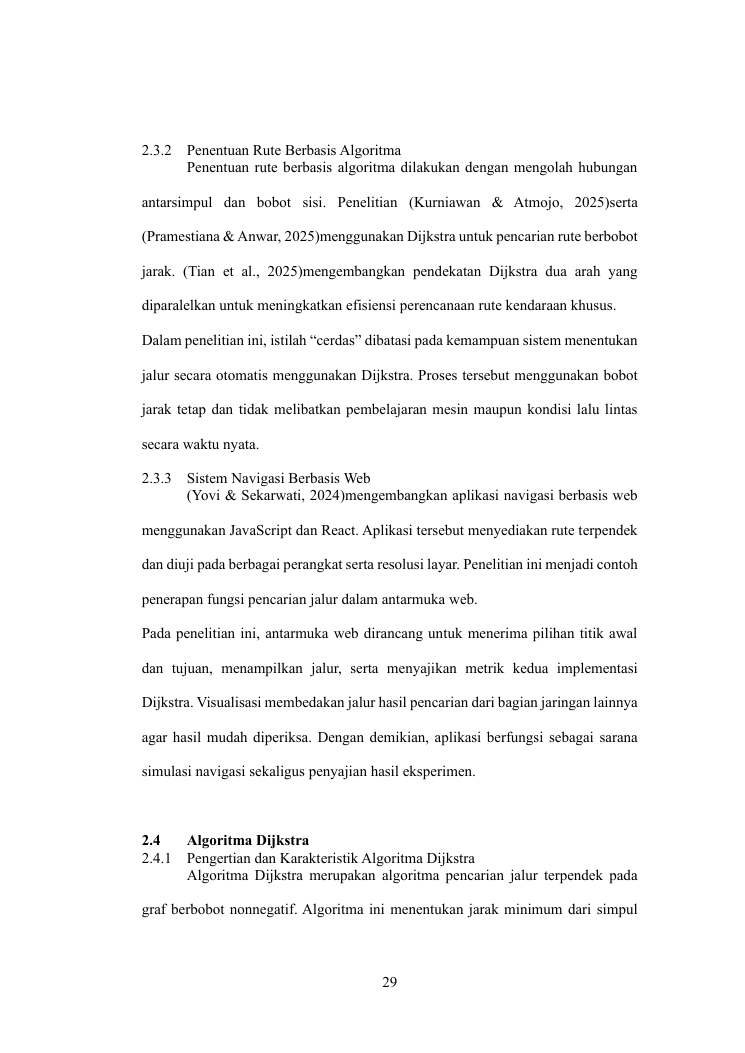 2.3.2 Penentuan Rute Berbasis Algoritma
Penentuan rute berbasis algoritma dilakukan dengan mengolah hubungan
antarsimpul dan bobot sisi. Penelitian (Kurniawan & Atmojo, 2025)serta
(Pramestiana & Anwar, 2025)menggunakan Dijkstra untuk pencarian rute berbobot
jarak. (Tian et al., 2025)mengembangkan pendekatan Dijkstra dua arah yang
diparalelkan untuk meningkatkan efisiensi perencanaan rute kendaraan khusus.
Dalam penelitian ini, istilah “cerdas” dibatasi pada kemampuan sistem menentukan
jalur secara otomatis menggunakan Dijkstra. Proses tersebut menggunakan bobot
jarak tetap dan tidak melibatkan pembelajaran mesin maupun kondisi lalu lintas
secara waktu nyata.
2.3.3 Sistem Navigasi Berbasis Web
(Yovi & Sekarwati, 2024)mengembangkan aplikasi navigasi berbasis web
menggunakan JavaScript dan React. Aplikasi tersebut menyediakan rute terpendek
dan diuji pada berbagai perangkat serta resolusi layar. Penelitian ini menjadi contoh
penerapan fungsi pencarian jalur dalam antarmuka web.
Pada penelitian ini, antarmuka web dirancang untuk menerima pilihan titik awal
dan tujuan, menampilkan jalur, serta menyajikan metrik kedua implementasi
Dijkstra. Visualisasi membedakan jalur hasil pencarian dari bagian jaringan lainnya
agar hasil mudah diperiksa. Dengan demikian, aplikasi berfungsi sebagai sarana
simulasi navigasi sekaligus penyajian hasil eksperimen.
2.4 Algoritma Dijkstra
2.4.1 Pengertian dan Karakteristik Algoritma Dijkstra
Algoritma Dijkstra merupakan algoritma pencarian jalur terpendek pada
graf berbobot nonnegatif. Algoritma ini menentukan jarak minimum dari simpul
29